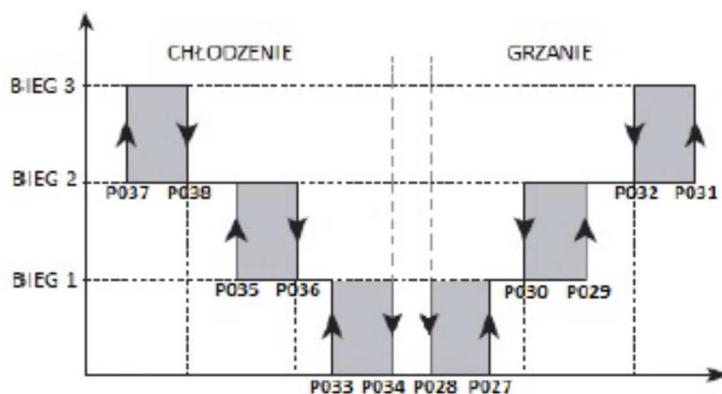 CHŁODZENIE GRZANIE
BIEG 3
BIEG 2
P037 P038 P032 P031
BIEG 1
P035 P036 P030 P029
P033 P034 P028 P027